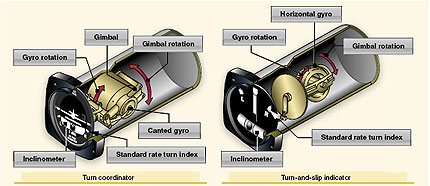 Gimbal
Gimbal rotation
Gyro rotation
Canted gyro
Inclinometer
Standard rate turn index
Turn coordinator
Horizontal gyro
Gyro rotation
Gimbal rotation
Standard rate turn index
Inclinometer
Turn-and-slip indicator